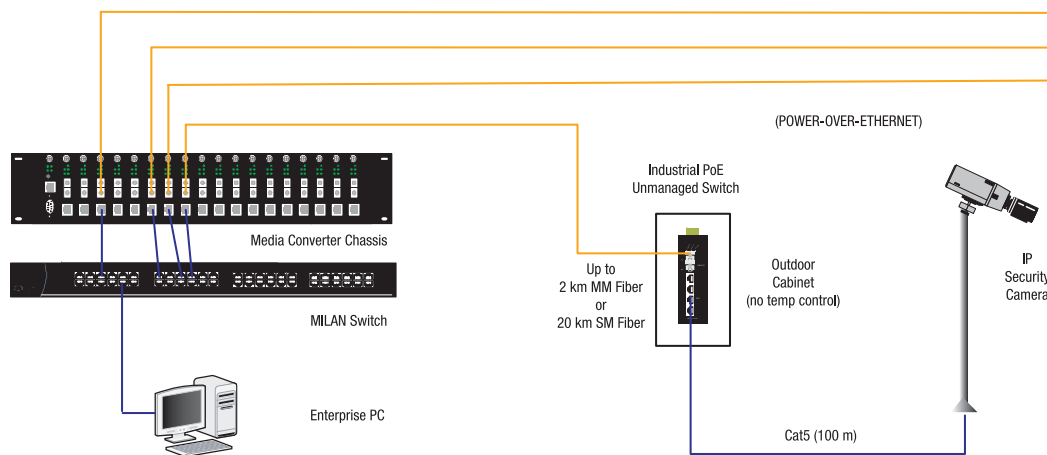 (POWER-OVER-ETHERNET)
Industrial PoE
Unmanaged Switch
Media Converter Chassis
Up to
2 km MM Fiber
or
20 km SM Fiber
Outdoor
Cabinet
(no temp control)
IP
Security
Camera
MILAN Switch
Enterprise PC
Cat5 (100 m)